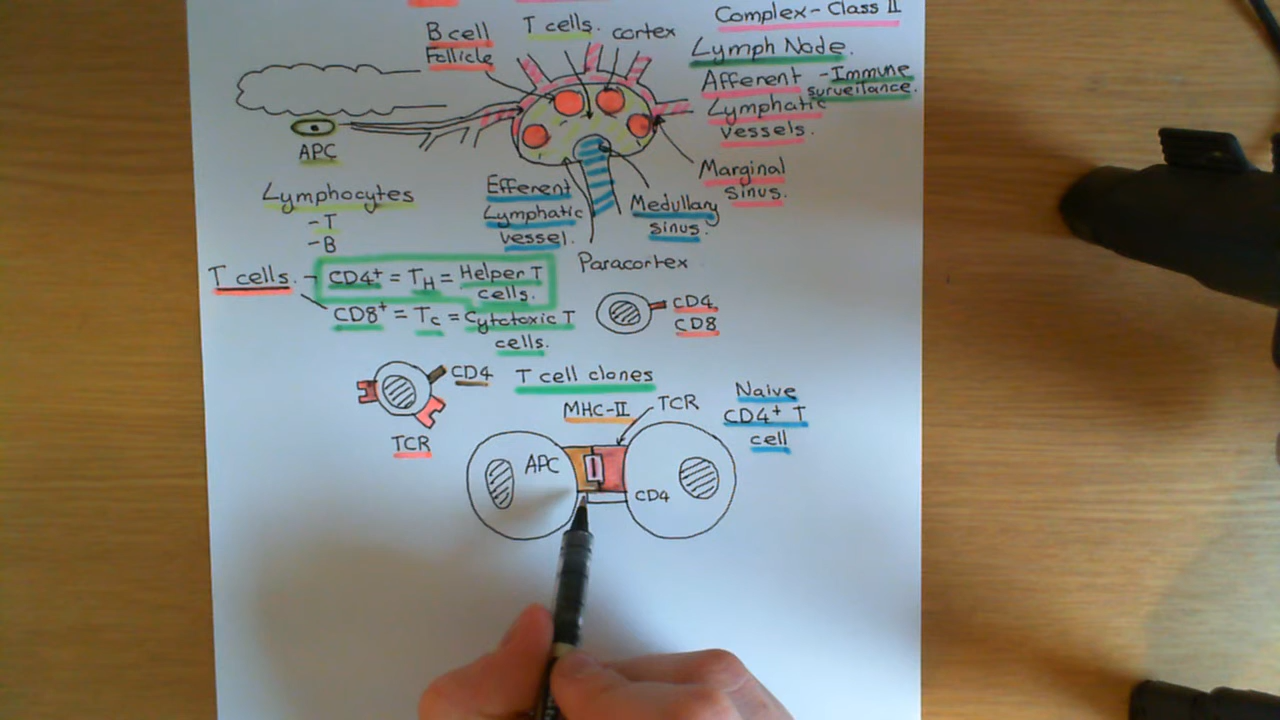 Complex - Class II
B cell
Follicle
T cells.
cortex
Lymph Node.
Afferent
Lymphatic
vessels.
- Immune
surveilance.
APC
Marginal
sinus.
Lymphocytes
- T
- B
Efferent
Lymphatic
vessel.
Medullary
sinus.
Paracortex
T cells. - CD4+ = TH = Helper T
cells.
CD8+ = Tc = Cytotoxic T
cells.
CD4
CD8
CD4
TCR
T cell clones
MHC-II
TCR
Naive
CD4+ T
cell
APC
CD4